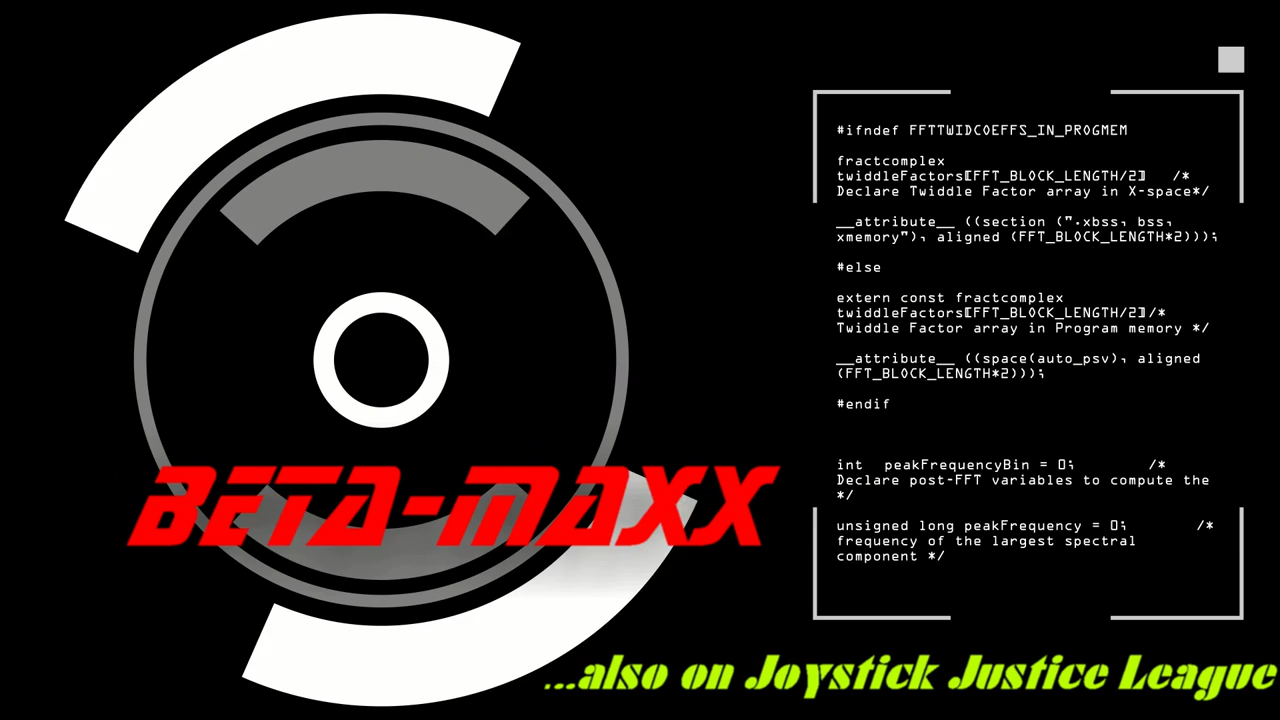 #ifndef FFTTWIDCOEFFS_IN_PROGMEM
fractcomplex
twiddleFactors[FFT_BLOCK_LENGTH/2] /*
Declare Twiddle Factor array in X-space*/
__attribute__ ((section (".xbss, bss,
xmemory"), aligned (FFT_BLOCK_LENGTH*2)));
#else
extern const fractcomplex
twiddleFactors[FFT_BLOCK_LENGTH/2]/*
Twiddle Factor array in Program memory */
__attribute__ ((space(auto_psv), aligned
(FFT_BLOCK_LENGTH*2)));
#endif
int peakFrequencyBin = 0; /*
Declare post-FFT variables to compute the
*/
unsigned long peakFrequency = 0; /*
frequency of the largest spectral
component */
BETA-MAXX
...also on Joystick Justice League